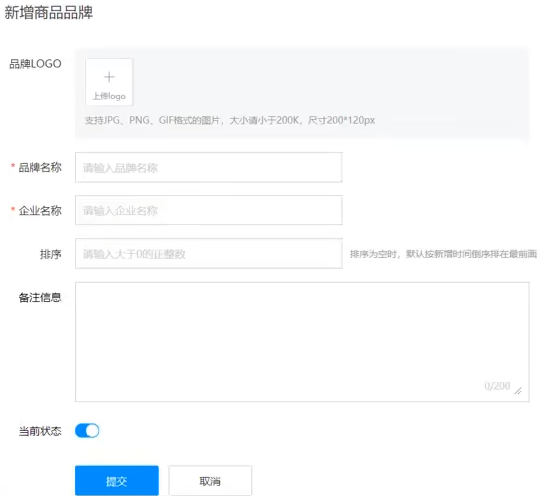 新增商品品牌
品牌LOGO
上传logo
支持JPG、PNG、GIF格式的图片，大小请小于200K，尺寸200*120px
* 品牌名称 请输入品牌名称
* 企业名称 请输入企业名称
排序 请输入大于0的正整数 排序为空时，默认按新增时间倒序排在最前面
备注信息
0/200
当前状态
提交 取消